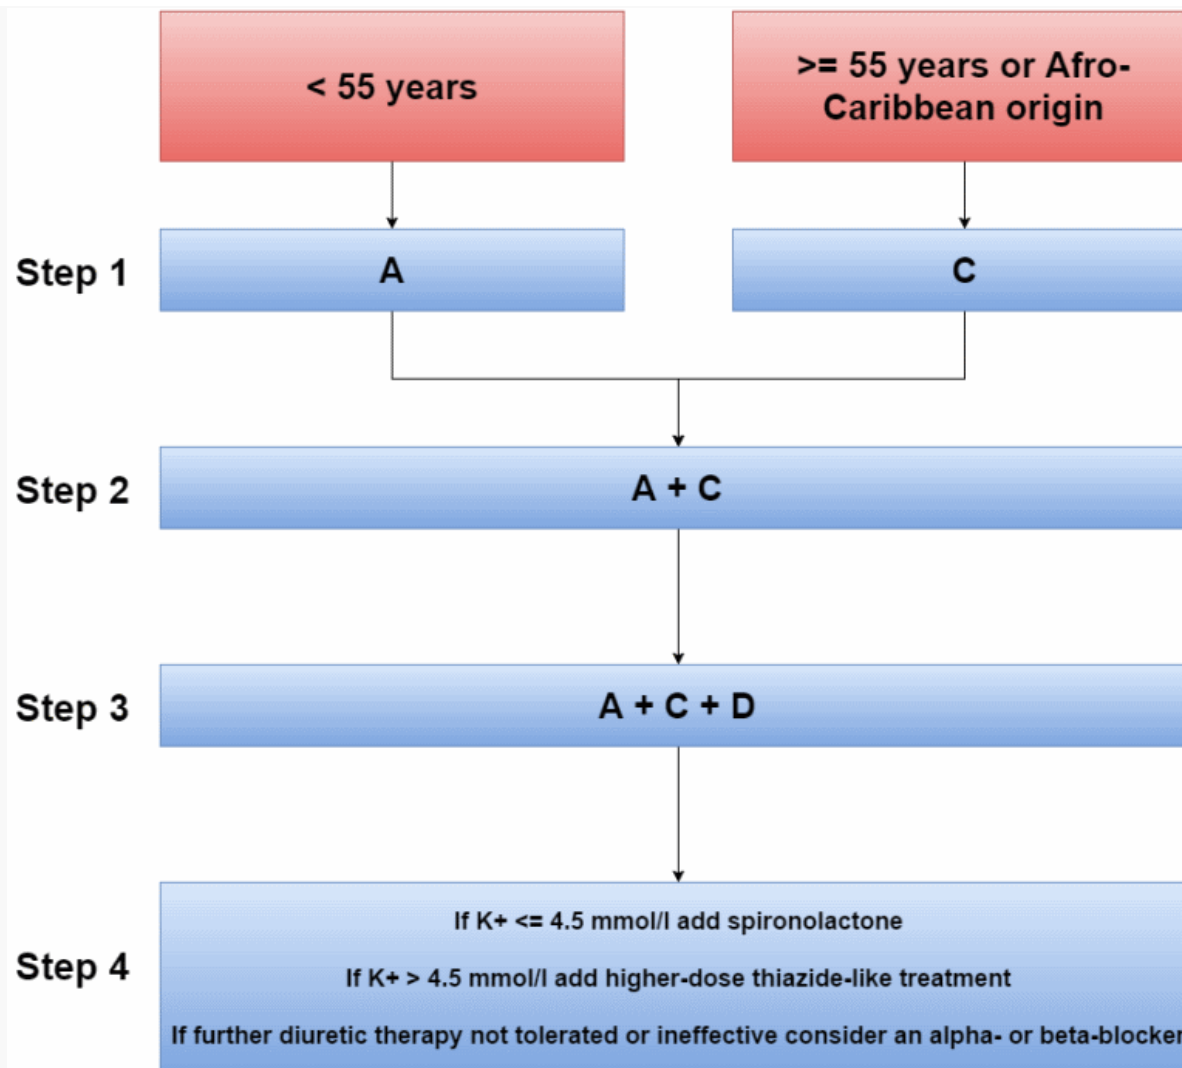 < 55 years
>= 55 years or Afro-
Caribbean origin
Step 1
A
C
Step 2
A + C
Step 3
A + C + D
Step 4
If K+ <= 4.5 mmol/l add spironolactone
If K+ > 4.5 mmol/l add higher-dose thiazide-like treatment
If further diuretic therapy not tolerated or ineffective consider an alpha- or beta-blocker